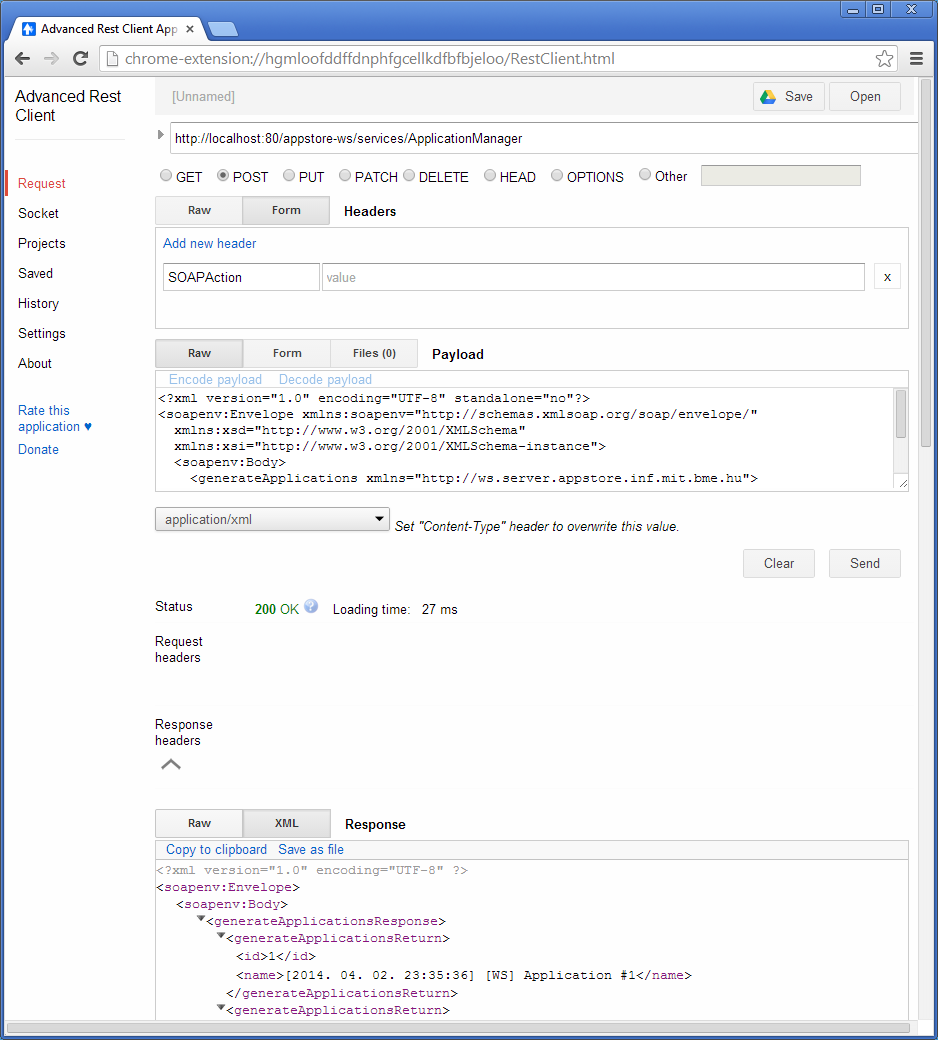 Advanced Rest Client App
chrome-extension://hgmloofddffdnphfgcellkdfbfbjeloo/RestClient.html
Advanced Rest
Client
[Unnamed]
Save
Open
http://localhost:80/appstore-ws/services/ApplicationManager
GET POST PUT PATCH DELETE HEAD OPTIONS Other
Request
Socket
Projects
Saved
History
Settings
About
Rate this
application ♥
Donate
Raw Form Headers
Add new header
SOAPAction value x
Raw Form Files (0) Payload
Encode payload Decode payload
<?xml version="1.0" encoding="UTF-8" standalone="no"?>
<soapenv:Envelope xmlns:soapenv="http://schemas.xmlsoap.org/soap/envelope/"
xmlns:xsd="http://www.w3.org/2001/XMLSchema"
xmlns:xsi="http://www.w3.org/2001/XMLSchema-instance">
<soapenv:Body>
<generateApplications xmlns="http://ws.server.appstore.inf.mit.bme.hu">
application/xml Set "Content-Type" header to overwrite this value.
Clear Send
Status 200 OK ? Loading time: 27 ms
Request
headers
Response
headers
Raw XML Response
Copy to clipboard Save as file
<?xml version="1.0" encoding="UTF-8" ?>
<soapenv:Envelope>
<soapenv:Body>
<generateApplicationsResponse>
<generateApplicationsReturn>
<id>1</id>
<name>[2014. 04. 02. 23:35:36] [WS] Application #1</name>
</generateApplicationsReturn>
<generateApplicationsReturn>